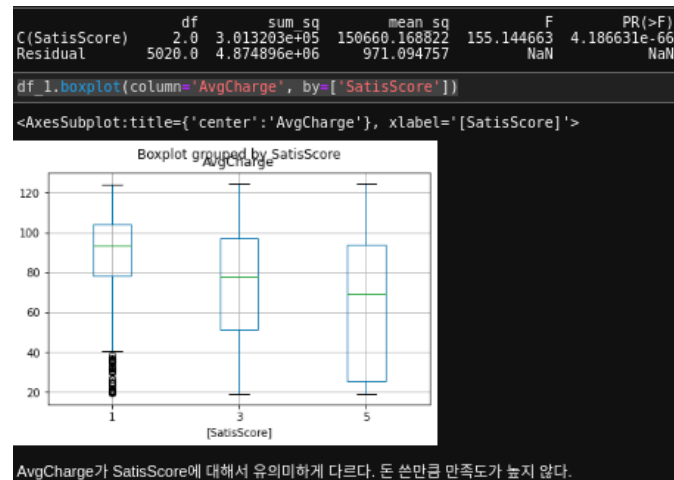 df sum_sq mean_sq F PR(>F)
C(SatisScore) 2.0 3.013203e+05 150660.168822 155.144663 4.186631e-66
Residual 5020.0 4.874896e+06 971.094757 NaN NaN
df_1.boxplot(column='AvgCharge', by=['SatisScore'])
<AxesSubplot:title={'center':'AvgCharge'}, xlabel='[SatisScore]'>
Boxplot grouped by SatisScore
AvgCharge
120
100
80
60
40
20
1 3 5
[SatisScore]
AvgCharge가 SatisScore에 대해서 유의미하게 다르다. 돈 쓴만큼 만족도가 높지 않다.